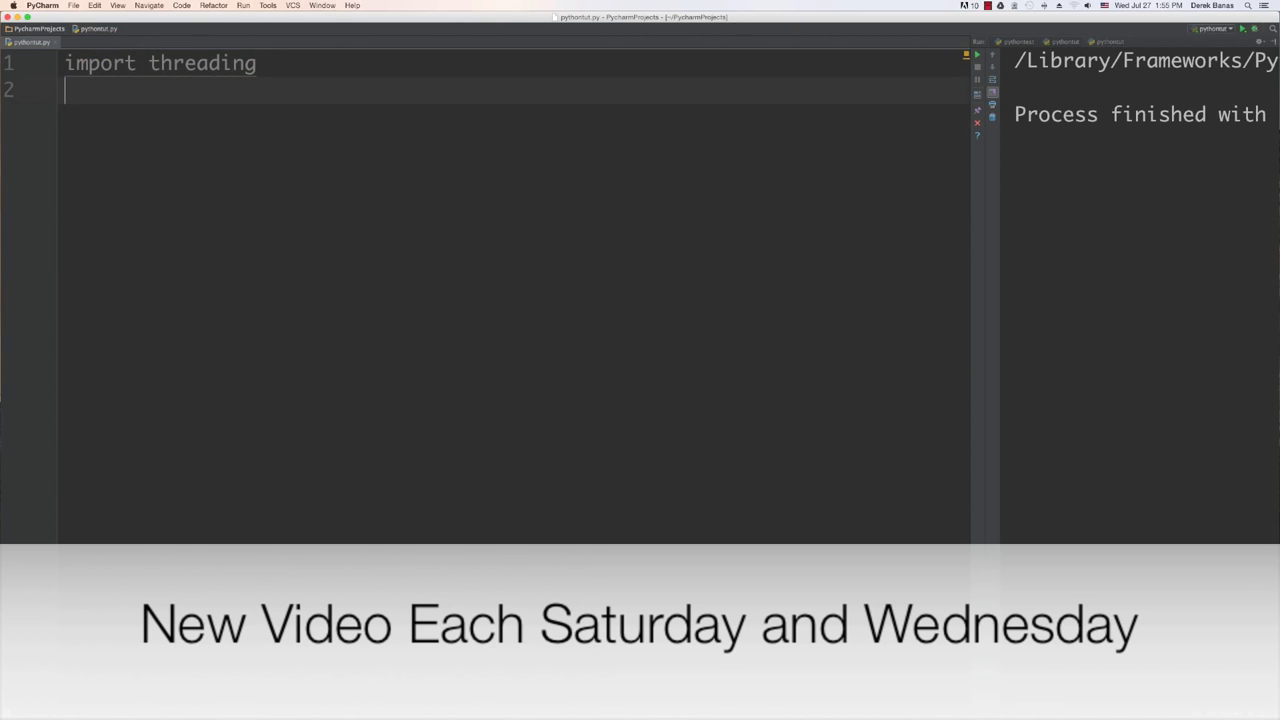 PyCharm File Edit View Navigate Code Refactor Run Tools VCS Window Help 10 Wed Jul 27 1:55 PM Derek Banas
pythontut.py - PycharmProjects - [~/PycharmProjects]
PycharmProjects pythontut.py pythontut
pythontut.py Run: pythontest pythontut pythontut
1 import threading
2
/Library/Frameworks/Py
Process finished with
New Video Each Saturday and Wednesday